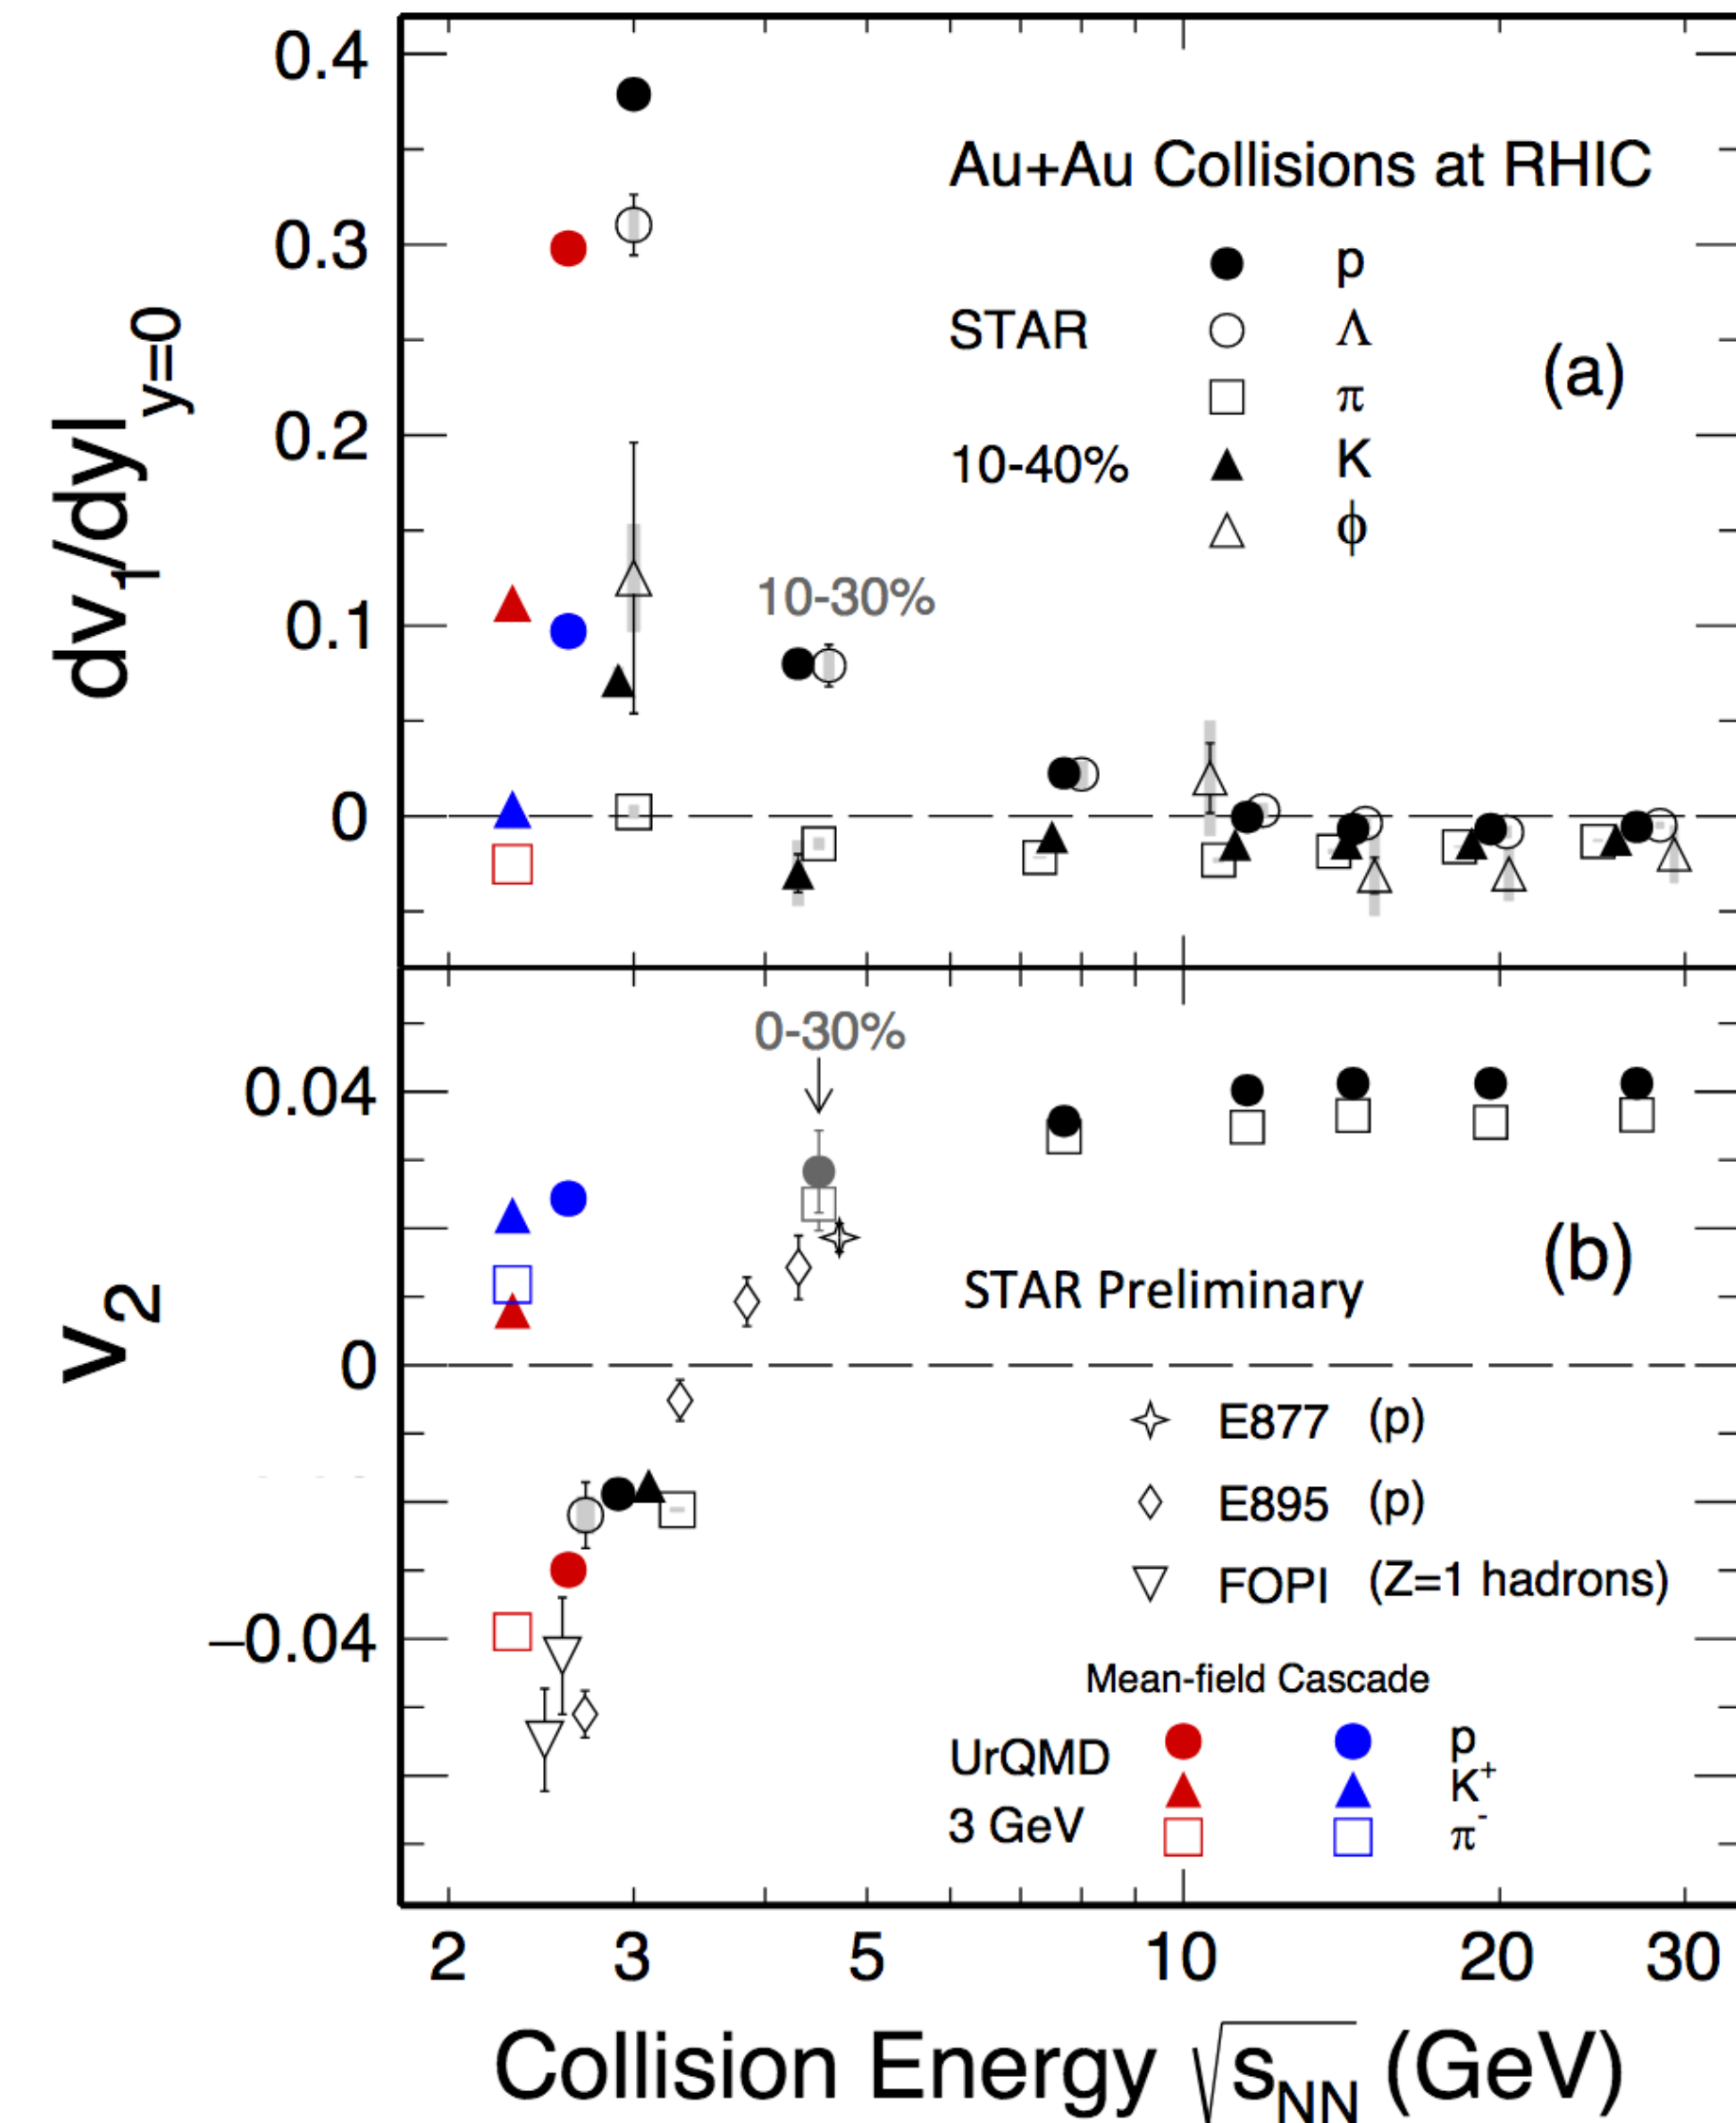 0.4
0.3
0.2
0.1
0
dv1/dy|y=0
Au+Au Collisions at RHIC
p
STAR Λ
π
10-40% K
ϕ
(a)
10-30%
0-30%
0.04
0
−0.04
v2
(b)
STAR Preliminary
E877 (p)
E895 (p)
FOPI (Z=1 hadrons)
Mean-field Cascade
UrQMD p
K+
3 GeV π-
2 3 5 10 20 30
Collision Energy √sNN (GeV)